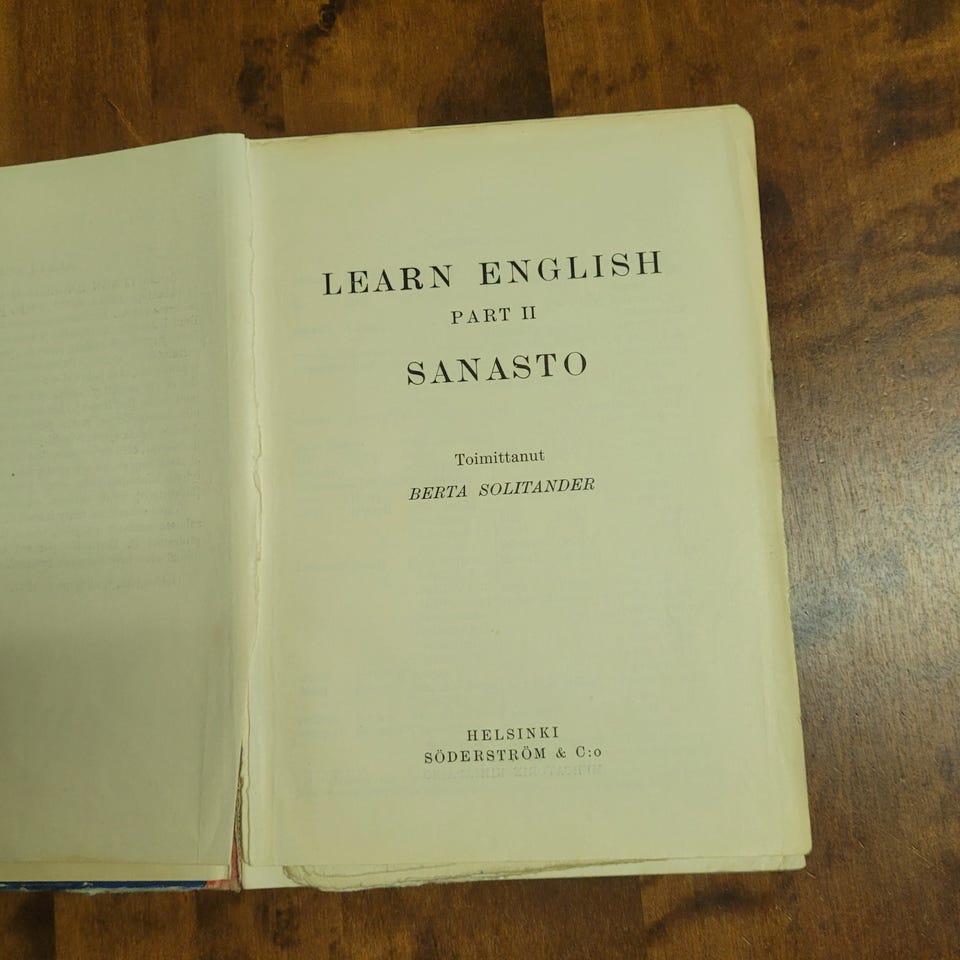 LEARN ENGLISH
PART II
SANASTO
Toimittanut
BERTA SOLITANDER
HELSINKI
SÖDERSTRÖM & C:o